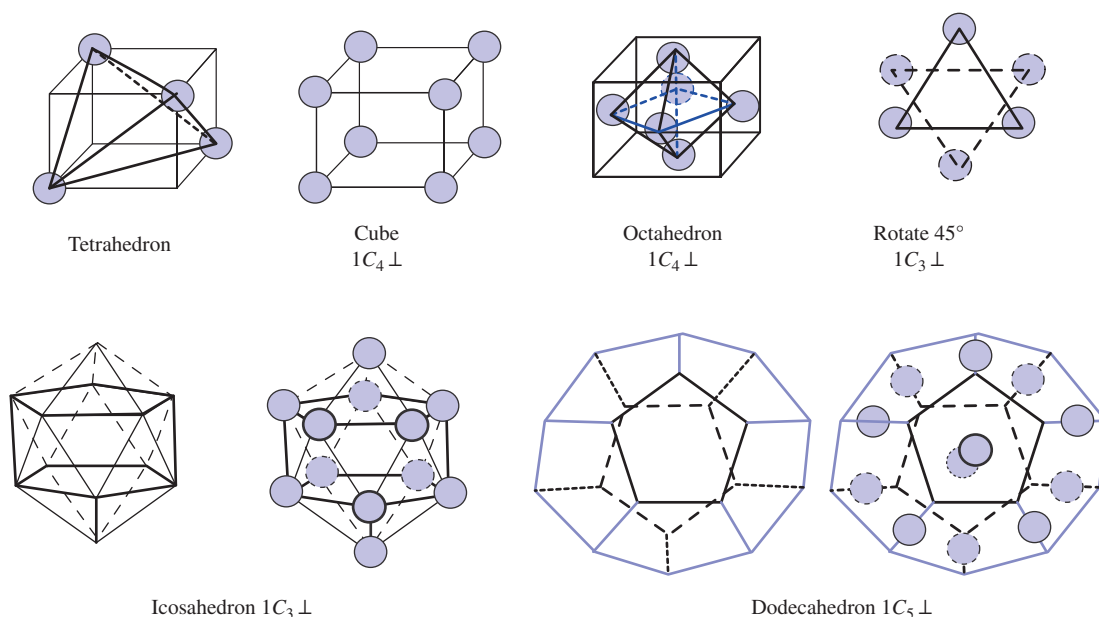 Tetrahedron
Cube
1C₄ ⊥
Octahedron
1C₄ ⊥
Rotate 45°
1C₃ ⊥
Icosahedron 1C₃ ⊥
Dodecahedron 1C₅ ⊥